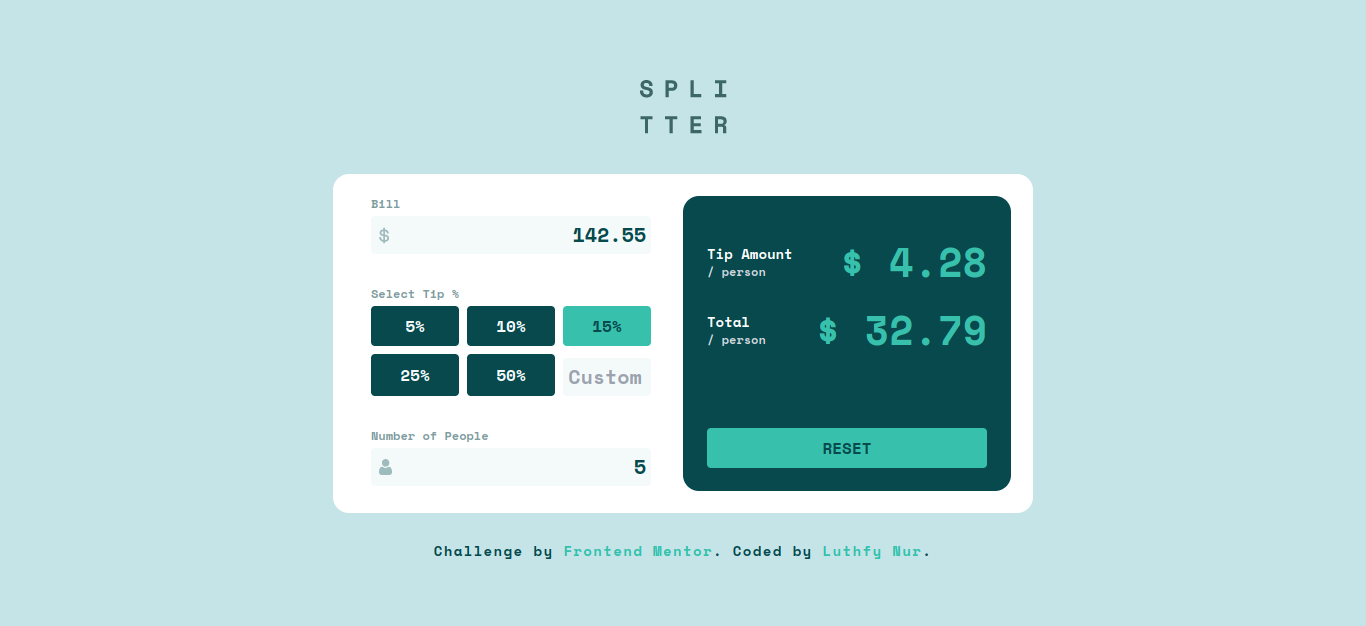 SPLI
TTER
Bill
$ 142.55
Select Tip %
5% 10% 15%
25% 50% Custom
Number of People
5
Tip Amount
/ person
$ 4.28
Total
/ person
$ 32.79
RESET
Challenge by Frontend Mentor. Coded by Luthfy Nur.